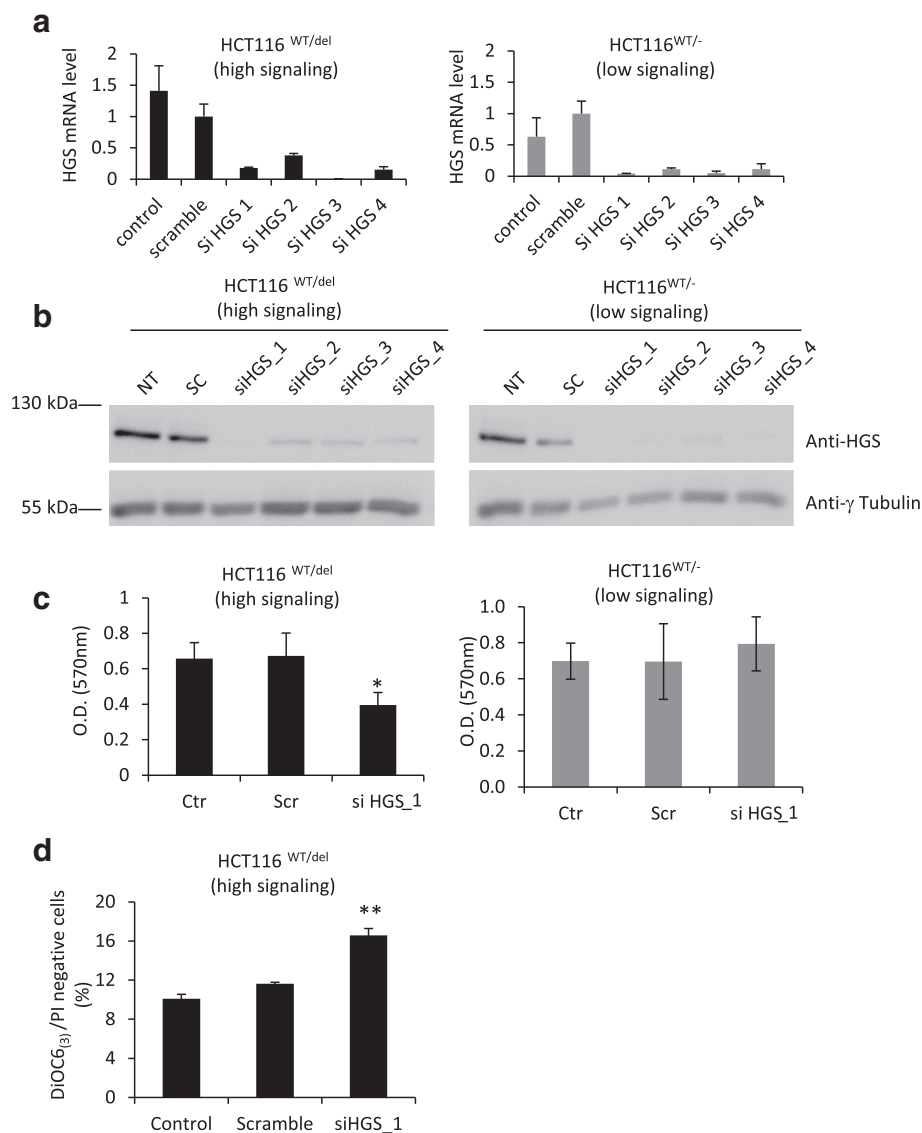 a
HCT116 WT/del
(high signaling)
HGS mRNA level
2
1.5
1
0.5
0
control
scramble
Si HGS 1
Si HGS 2
Si HGS 3
Si HGS 4
HCT116WT/-
(low signaling)
HGS mRNA level
2
1.5
1
0.5
0
control
scramble
Si HGS 1
Si HGS 2
Si HGS 3
Si HGS 4
b
HCT116 WT/del
(high signaling)
NT
SC
siHGS_1
siHGS_2
siHGS_3
siHGS_4
HCT116WT/-
(low signaling)
NT
SC
siHGS_1
siHGS_2
siHGS_3
siHGS_4
130 kDa
Anti-HGS
55 kDa
Anti-γ Tubulin
c
HCT116 WT/del
(high signaling)
O.D. (570nm)
1
0.8
0.6
0.4
0.2
0
*
Ctr
Scr
si HGS_1
HCT116WT/-
(low signaling)
O.D. (570nm)
1.0
0.8
0.6
0.4
0.2
0.0
Ctr
Scr
si HGS_1
d
HCT116 WT/del
(high signaling)
DiOC6(3)/PI negative cells
(%)
20
16
12
8
4
0
**
Control
Scramble
siHGS_1